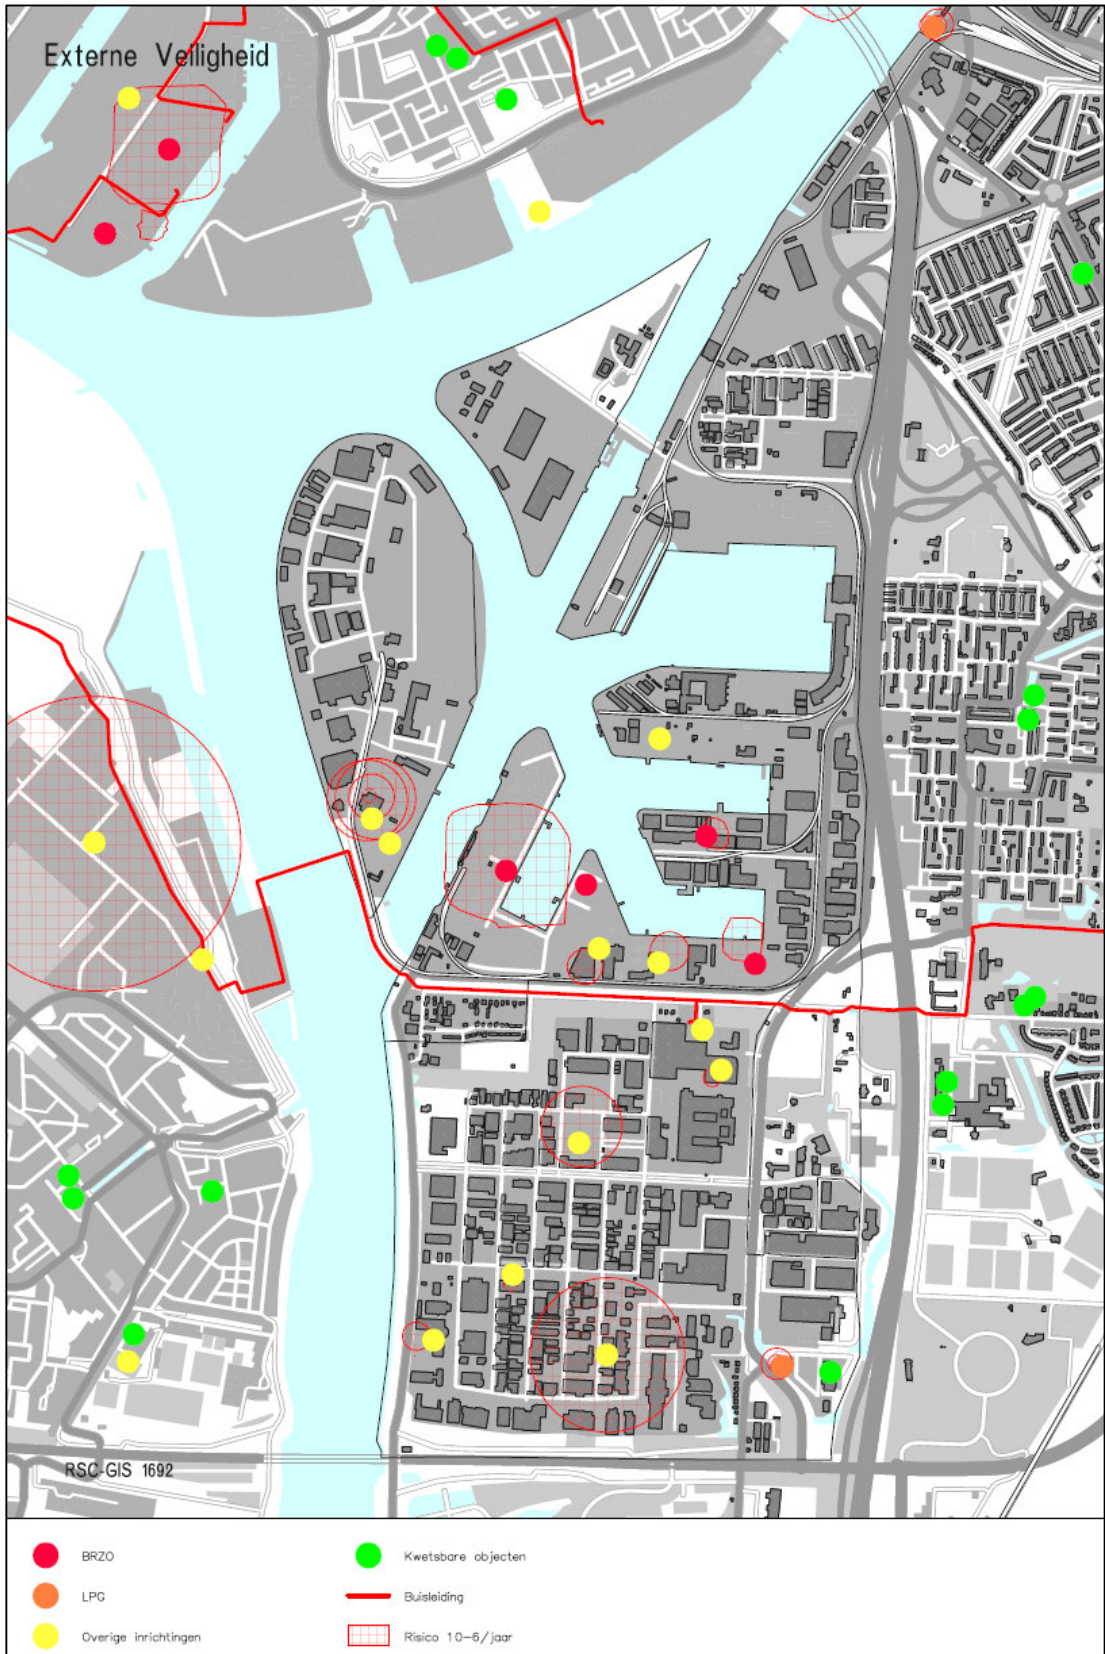 Externe Veiligheid
RSC-GIS 1692
BRZO
LPG
Overige inrichtingen
Kwetsbare objecten
Buisleiding
Risico 10-6/jaar